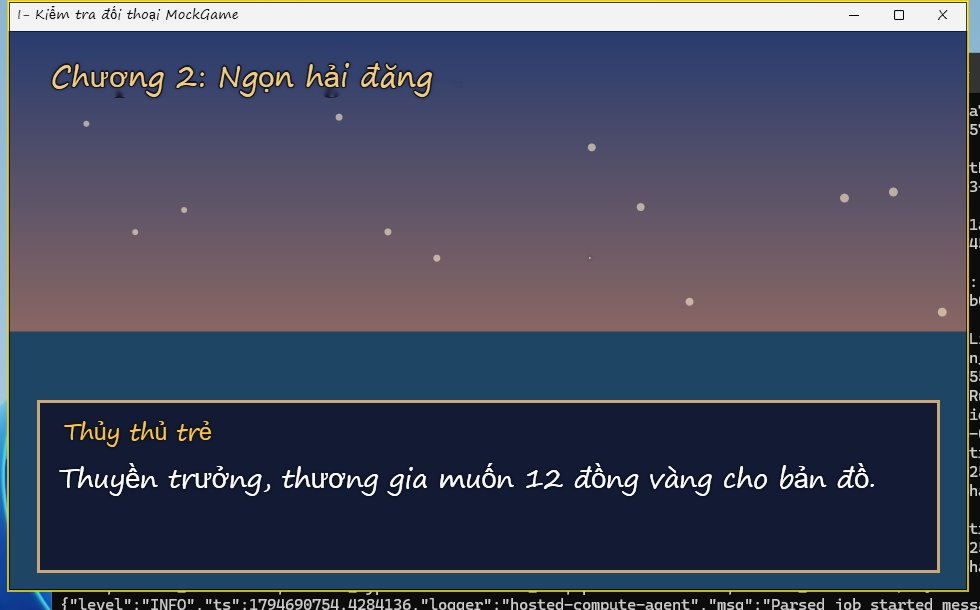 I- Kiểm tra đối thoại MockGame
Chương 2: Ngọn hải đăng
Thủy thủ trẻ
Thuyền trưởng, thương gia muốn 12 đồng vàng cho bản đồ.
{"level":"INFO","ts":1794690754.4284136,"logger":"hosted-compute-agent","msg":"Parsed job started mes